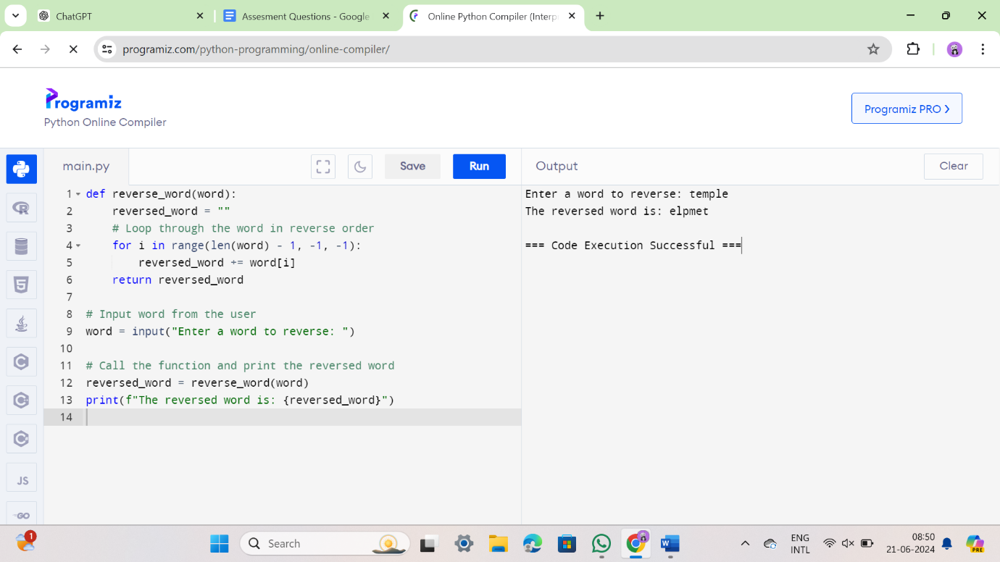 ChatGPT
Assesment Questions - Google
Online Python Compiler (Interp
programiz.com/python-programming/online-compiler/
Programiz
Python Online Compiler
Programiz PRO >
main.py
Save
Run
Output
Clear
1 def reverse_word(word):
2     reversed_word = ""
3     # Loop through the word in reverse order
4     for i in range(len(word) - 1, -1, -1):
5         reversed_word += word[i]
6     return reversed_word
7
8 # Input word from the user
9 word = input("Enter a word to reverse: ")
10
11 # Call the function and print the reversed word
12 reversed_word = reverse_word(word)
13 print(f"The reversed word is: {reversed_word}")
14
Enter a word to reverse: temple
The reversed word is: elpmet
=== Code Execution Successful ===
R
5
C
C
C
JS
GO
1
Search
W
ENG
INTL
08:50
21-06-2024
PRE